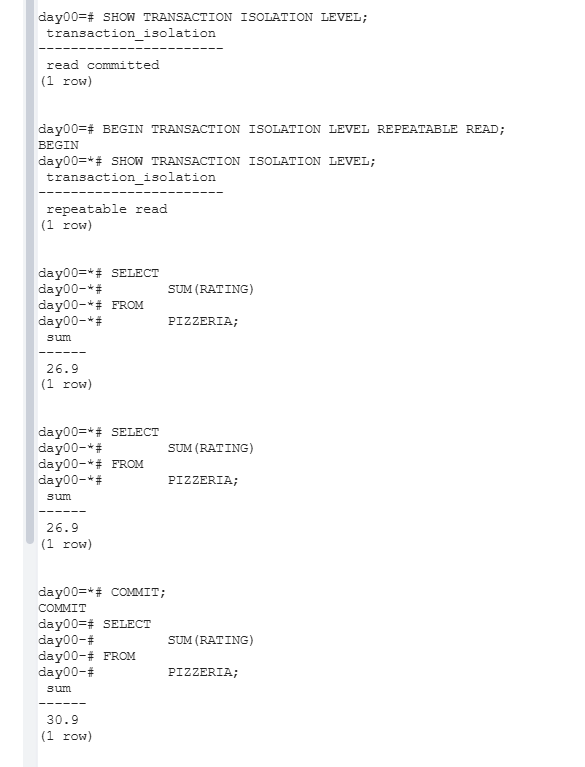 day00=# SHOW TRANSACTION ISOLATION LEVEL;
 transaction_isolation
-----------------------
 read committed
(1 row)

day00=# BEGIN TRANSACTION ISOLATION LEVEL REPEATABLE READ;
BEGIN
day00=*# SHOW TRANSACTION ISOLATION LEVEL;
 transaction_isolation
-----------------------
 repeatable read
(1 row)

day00=*# SELECT
day00-*#        SUM(RATING)
day00-*# FROM
day00-*#        PIZZERIA;
 sum
------
 26.9
(1 row)

day00=*# SELECT
day00-*#        SUM(RATING)
day00-*# FROM
day00-*#        PIZZERIA;
 sum
------
 26.9
(1 row)

day00=*# COMMIT;
COMMIT
day00=# SELECT
day00-#         SUM(RATING)
day00-# FROM
day00-#         PIZZERIA;
 sum
------
 30.9
(1 row)